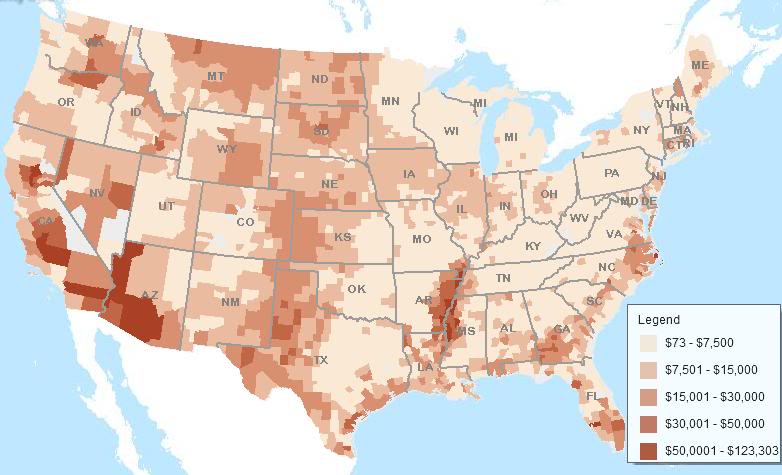 WA
MT
ND
ME
OR
ID
MN
WI
MI
VT
NH
SD
WY
MI
NY
MA
CT
RI
NV
UT
NE
IA
IL
IN
OH
PA
NJ
MD
DE
CA
CO
KS
MO
WV
VA
KY
AZ
NM
OK
AR
TN
NC
SC
MS
AL
GA
TX
LA
FL
Legend
$73 - $7,500
$7,501 - $15,000
$15,001 - $30,000
$30,001 - $50,000
$50,0001 - $123,303